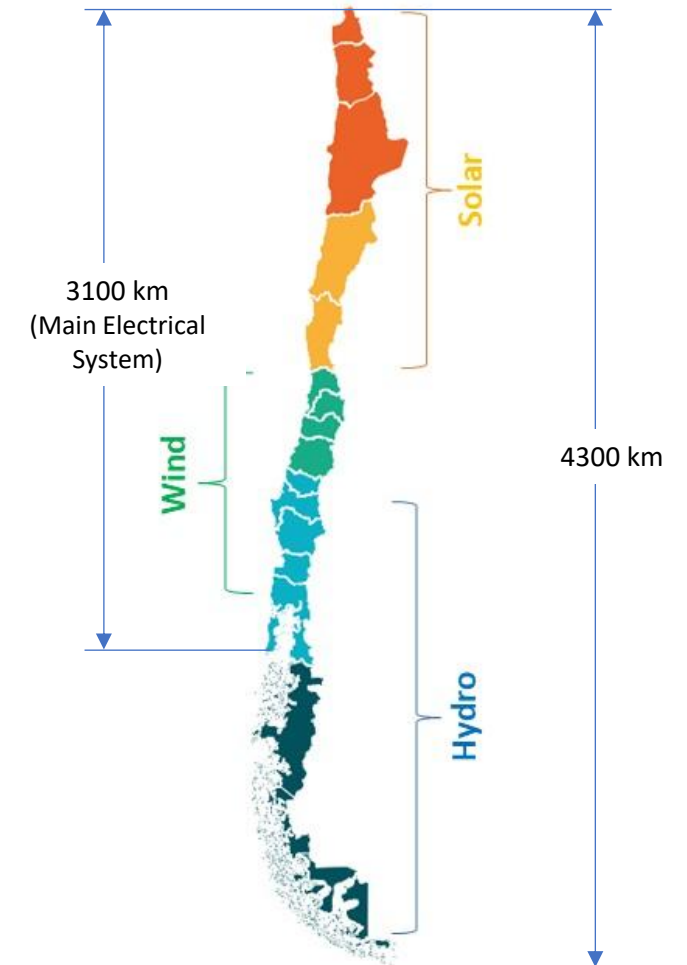 Solar
3100 km
(Main Electrical
System)
Wind
4300 km
Hydro